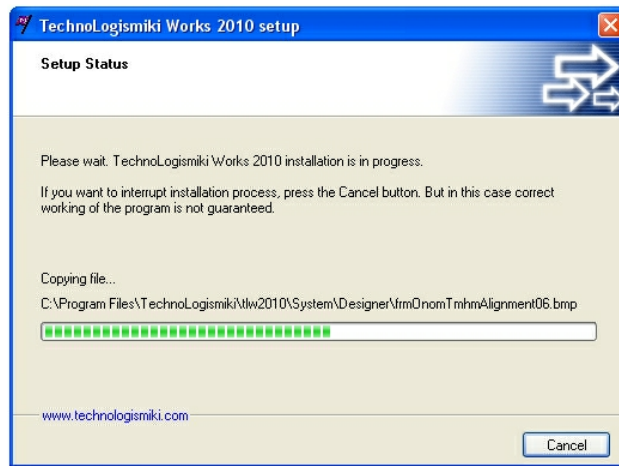 TechnoLogismiki Works 2010 setup
Setup Status
Please wait. TechnoLogismiki Works 2010 installation is in progress.
If you want to interrupt installation process, press the Cancel button. But in this case correct
working of the program is not guaranteed.
Copying file...
C:\Program Files\TechnoLogismiki\tlw2010\System\Designer\frmOnomTmhmAlignment06.bmp
www.technologismiki.com
Cancel